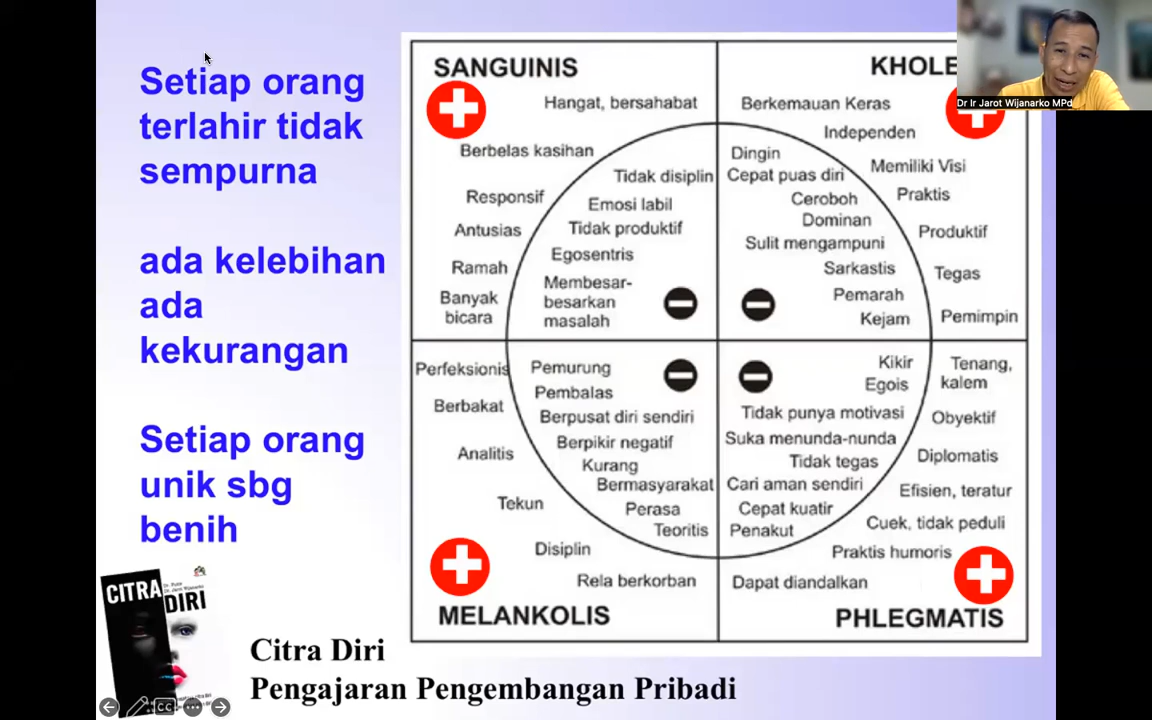 Setiap orang
terlahir tidak
sempurna
ada kelebihan
ada
kekurangan
Setiap orang
unik sbg
benih
SANGUINIS
Hangat, bersahabat
Berbelas kasihan
Responsif
Antusias
Ramah
Banyak
bicara
Tidak disiplin
Emosi labil
Tidak produktif
Egosentris
Membesar-
besarkan
masalah
KHOLE
Dr Ir Jarot Wijanarko MPd
Berkemauan Keras
Independen
Memiliki Visi
Praktis
Produktif
Tegas
Pemimpin
Dingin
Cepat puas diri
Ceroboh
Dominan
Sulit mengampuni
Sarkastis
Pemarah
Kejam
Perfeksionis
Berbakat
Analitis
Tekun
Disiplin
Rela berkorban
Pemurung
Pembalas
Berpusat diri sendiri
Berpikir negatif
Kurang
Bermasyarakat
Perasa
Teoritis
MELANKOLIS
Kikir
Egois
Tidak punya motivasi
Suka menunda-nunda
Tidak tegas
Cari aman sendiri
Cepat kuatir
Penakut
Tenang,
kalem
Obyektif
Diplomatis
Efisien, teratur
Cuek, tidak peduli
Praktis humoris
Dapat diandalkan
PHLEGMATIS
CITRA
DIRI
Citra Diri
Pengajaran Pengembangan Pribadi
CC